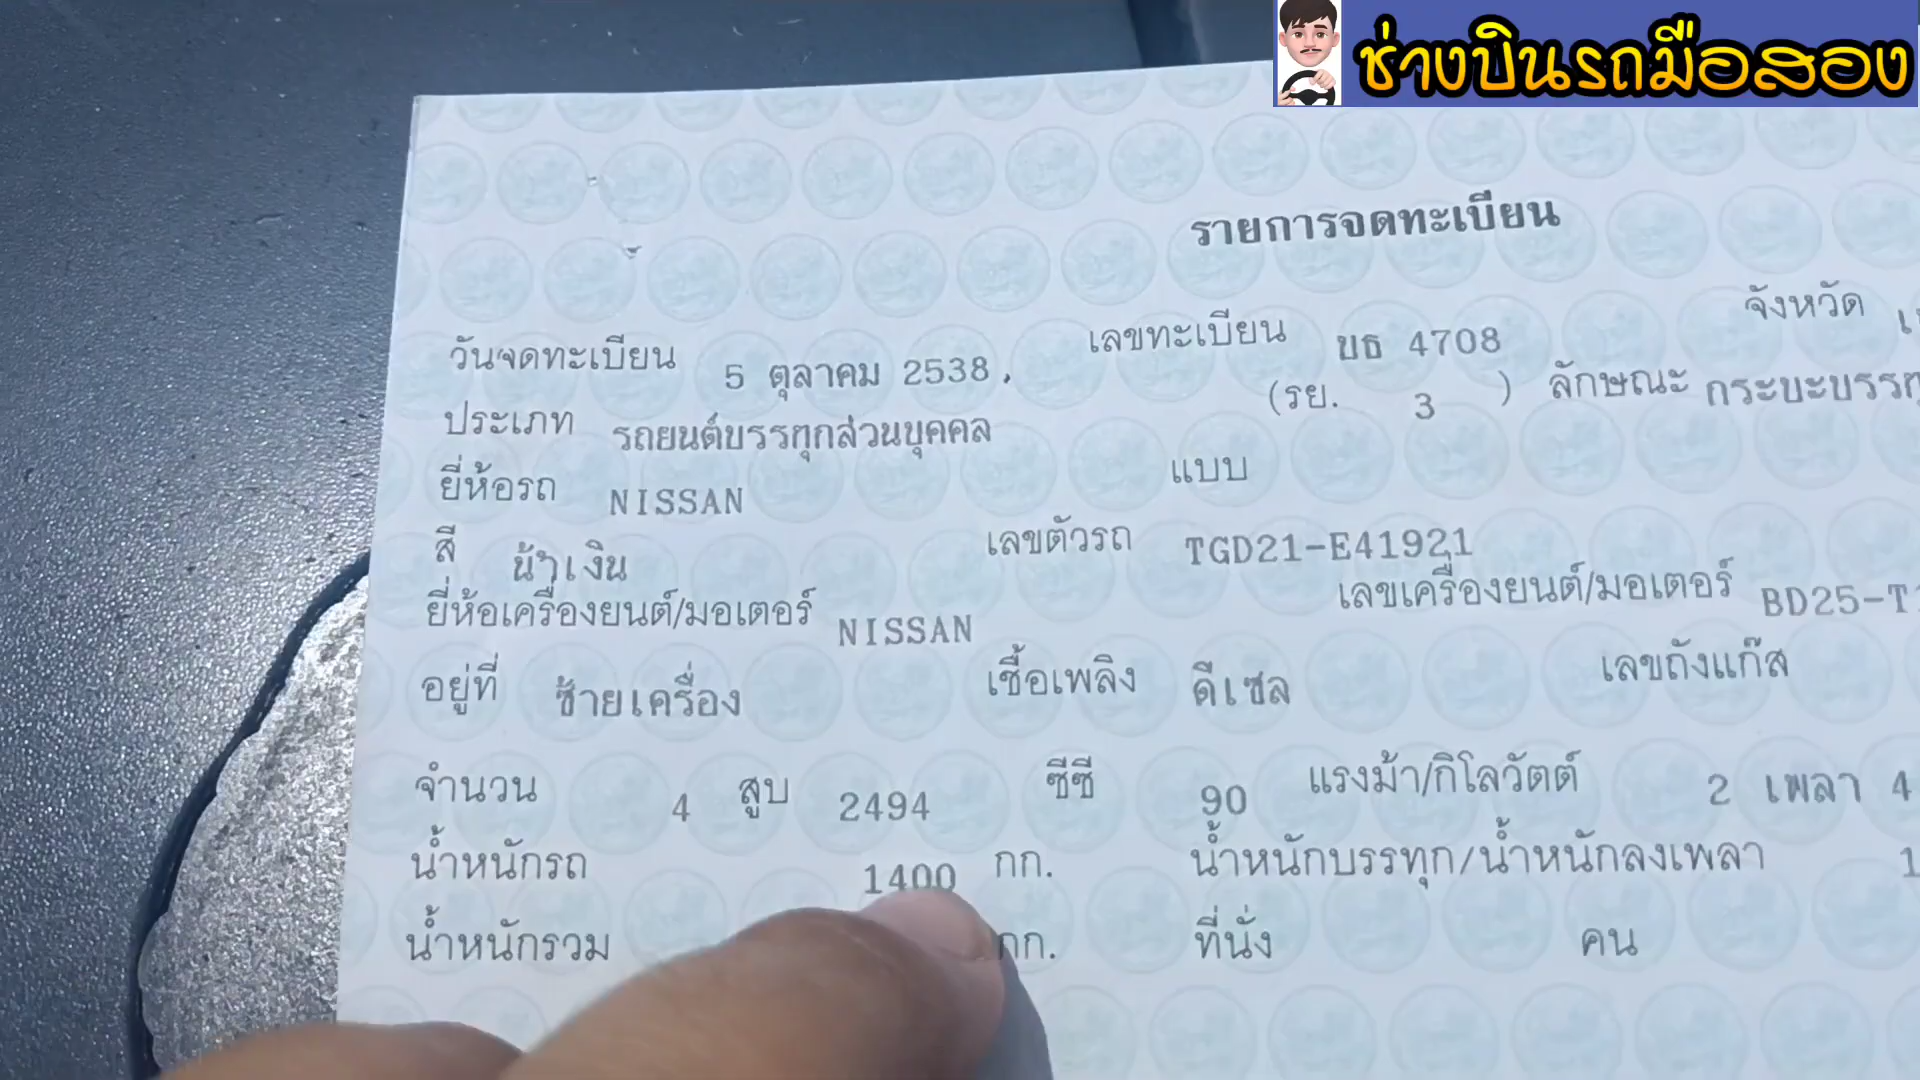 ช่างปินรถมือสอง
รายการจดทะเบียน
วันจดทะเบียน 5 ตุลาคม 2538 เลขทะเบียน บธ 4708 จังหวัด
ประเภท รถยนต์บรรทุกส่วนบุคคล (รย. 3 ) ลักษณะ กระบะบรรทุ
ยี่ห้อรถ NISSAN แบบ
สี น้ำเงิน เลขตัวรถ TGD21-E41921
ยี่ห้อเครื่องยนต์/มอเตอร์ NISSAN เลขเครื่องยนต์/มอเตอร์ BD25-T
อยู่ที่ ซ้ายเครื่อง เชื้อเพลิง ดีเซล เลขถังแก๊ส
จำนวน 4 สูบ 2494 ซีซี 90 แรงม้า/กิโลวัตต์ 2 เพลา 4
น้ำหนักรถ 1400 กก. น้ำหนักบรรทุก/น้ำหนักลงเพลา 1
น้ำหนักรวม กก. ที่นั่ง คน